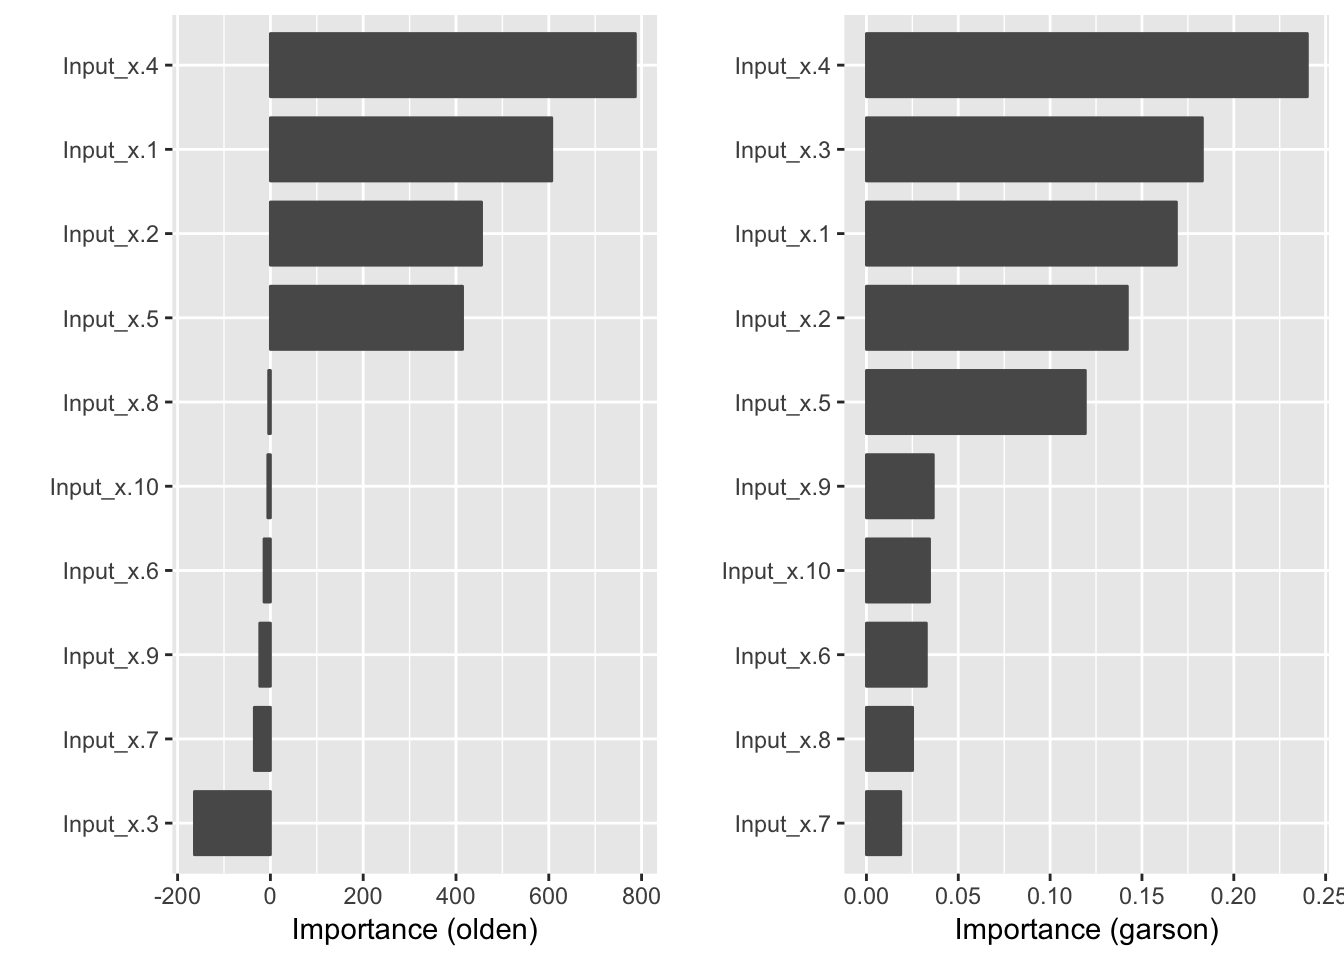 Input_x.4
Input_x.1
Input_x.2
Input_x.5
Input_x.8
Input_x.10
Input_x.6
Input_x.9
Input_x.7
Input_x.3
-200 0 200 400 600 800
Importance (olden)
Input_x.4
Input_x.3
Input_x.1
Input_x.2
Input_x.5
Input_x.9
Input_x.10
Input_x.6
Input_x.8
Input_x.7
0.00 0.05 0.10 0.15 0.20 0.25
Importance (garson)